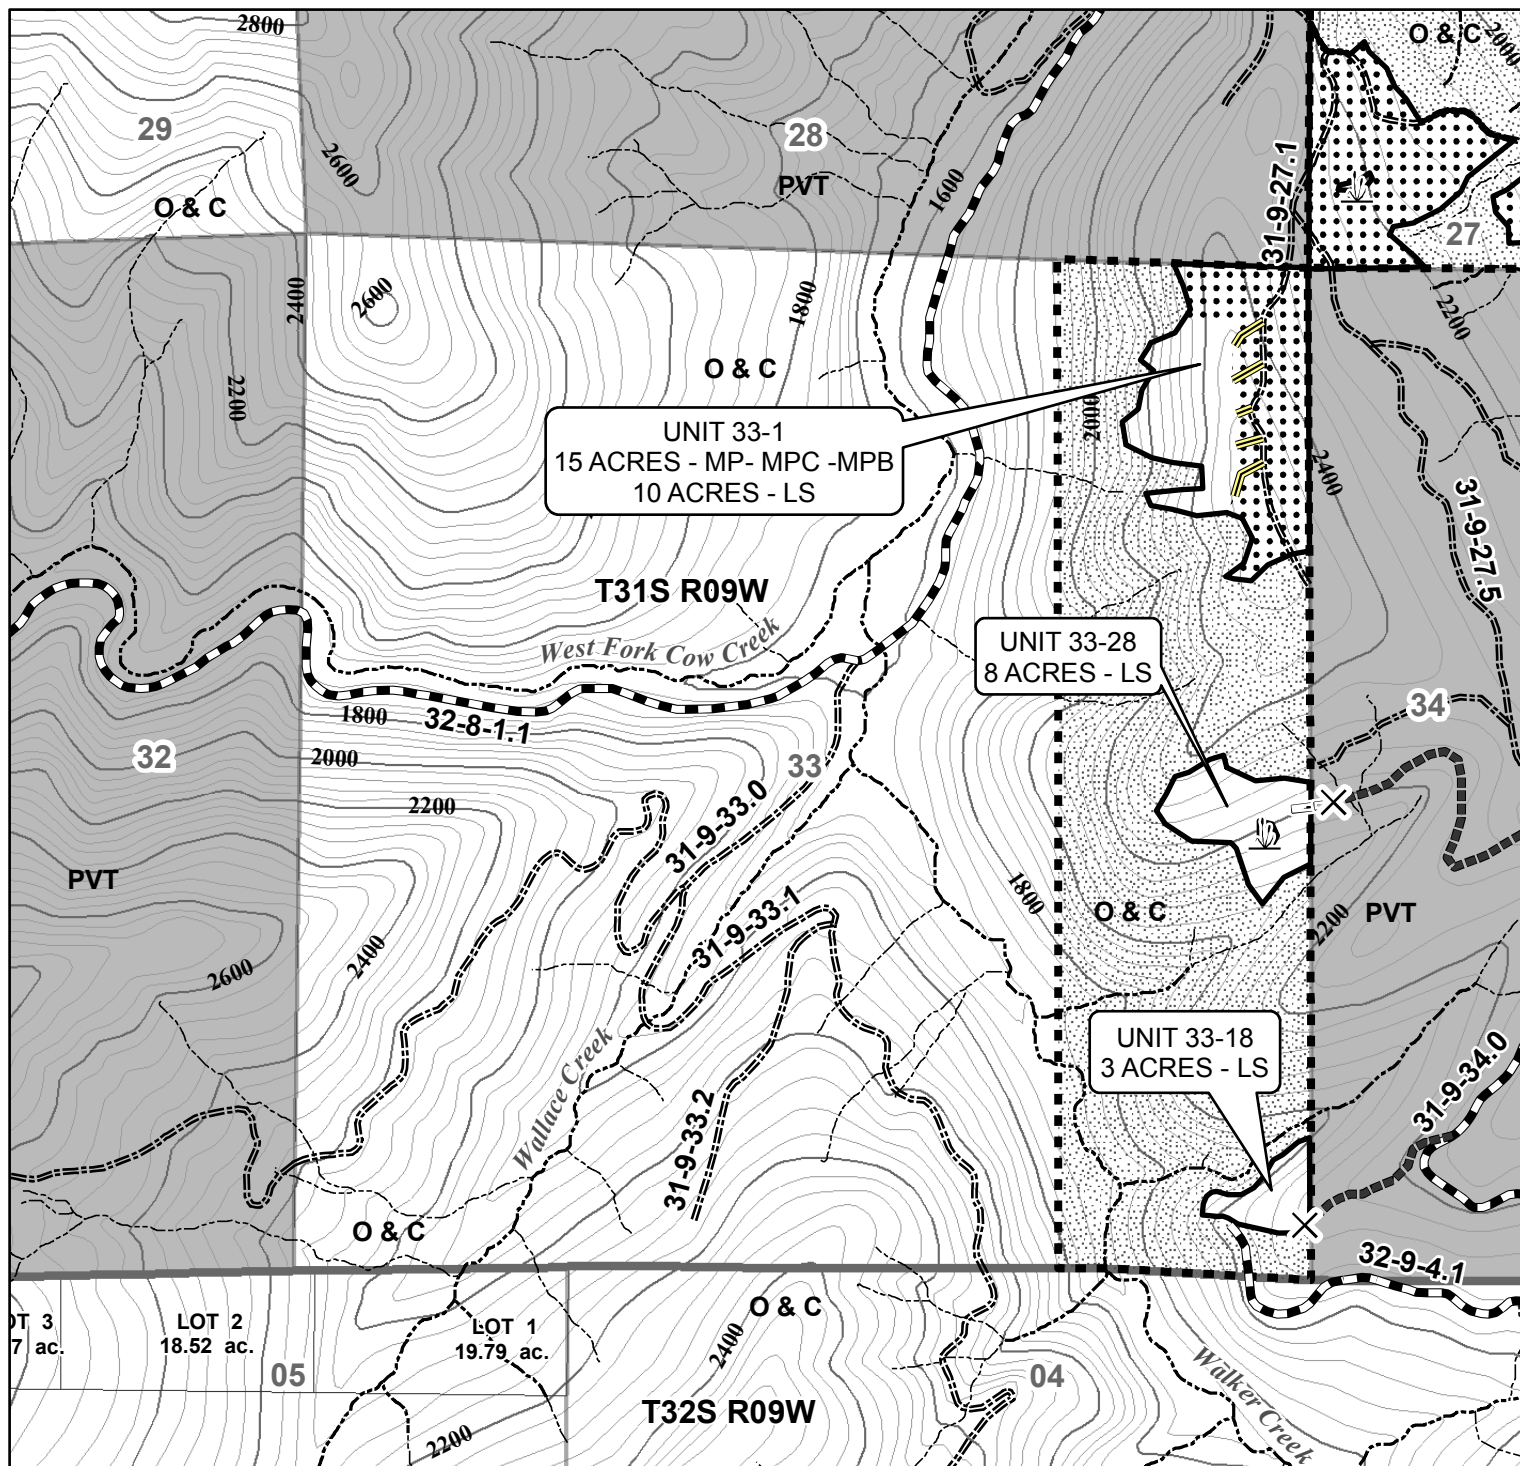 2800
O & C
2000
29
28
2600
PVT
1600
31-9-27.1
O & C
27
2400
2600
1800
2200
O & C
2000
2200
UNIT 33-1
15 ACRES - MP- MPC -MPB
10 ACRES - LS
2400
31-9-27.5
T31S R09W
West Fork Cow Creek
UNIT 33-28
8 ACRES - LS
1800
32-8-1.1
34
32
2000
33
2200
31-9-33.0
PVT
1800
O & C
PVT
2200
31-9-33.1
2400
2600
UNIT 33-18
3 ACRES - LS
31-9-34.0
Wallace Creek
31-9-33.2
O & C
32-9-4.1
O & C
OT 3
7 ac.
LOT 2
18.52 ac.
LOT 1
19.79 ac.
2400
05
04
Walker Creek
T32S R09W
2200